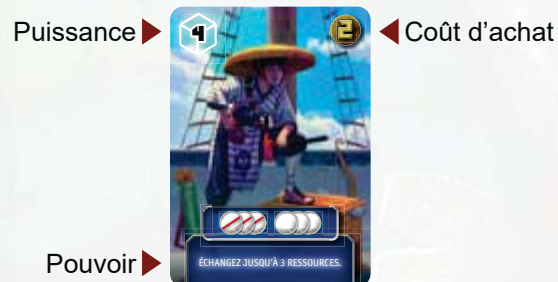 Puissance
4
2
Coût d’achat
Pouvoir
ÉCHANGEZ JUSQU’À 3 RESSOURCES.